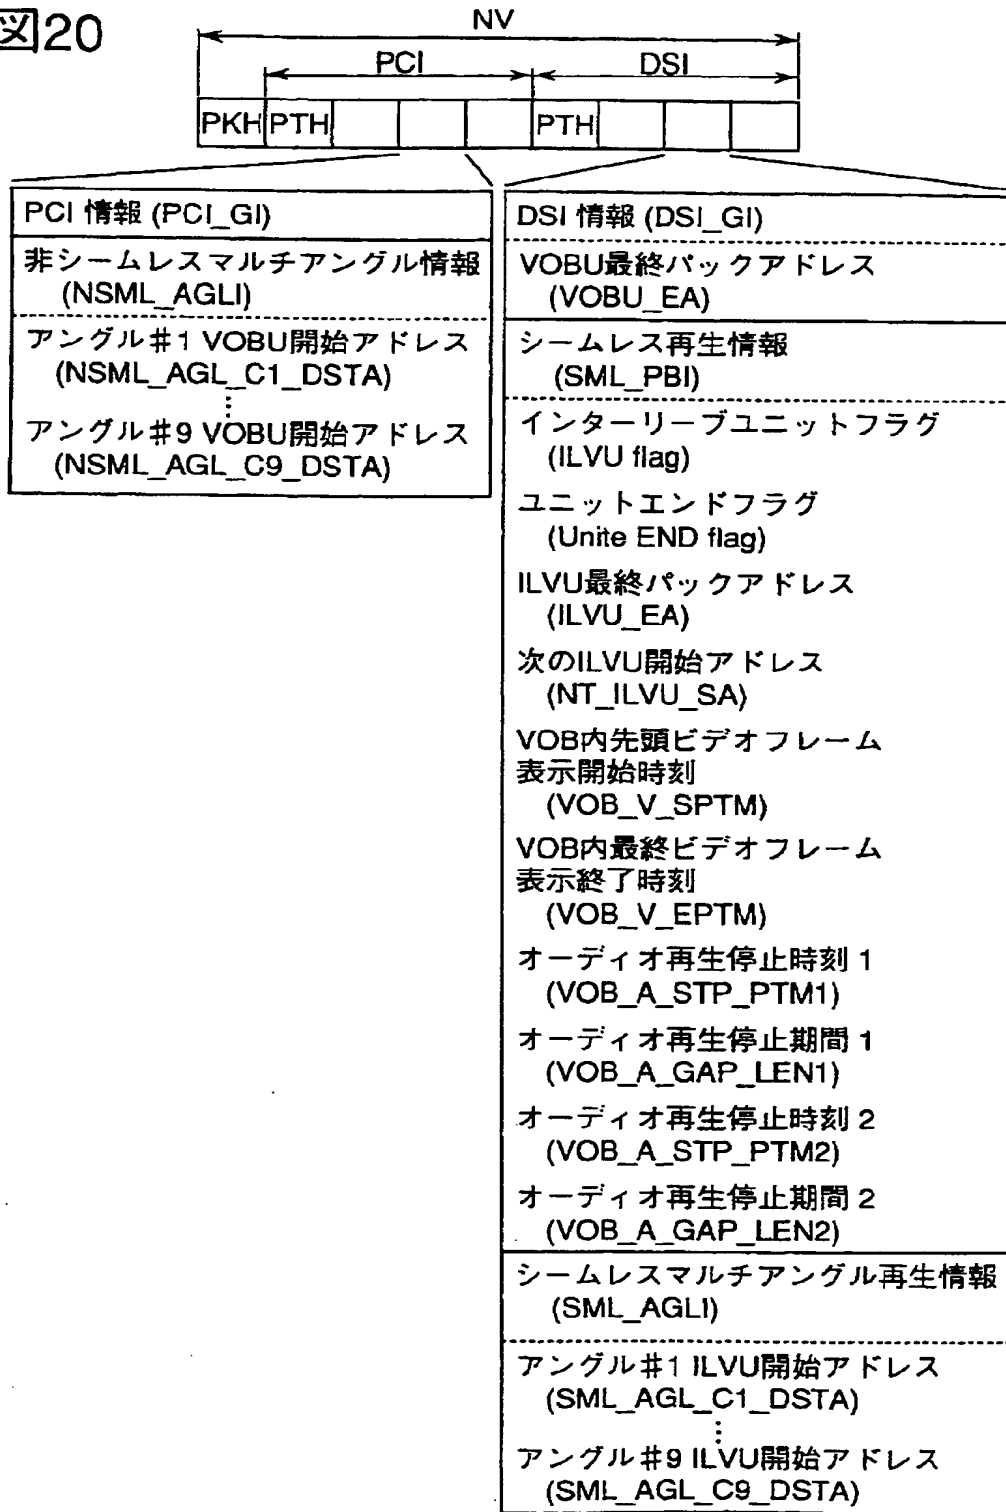 図20
NV
PCI
DSI
PKH
PTH
PTH
PCI 情報 (PCI_GI)
非シームレスマルチアングル情報
(NSML_AGLI)
アングル#1 VOBU開始アドレス
(NSML_AGL_C1_DSTA)
アングル#9 VOBU開始アドレス
(NSML_AGL_C9_DSTA)
DSI 情報 (DSI_GI)
VOBU最終パックアドレス
(VOBU_EA)
シームレス再生情報
(SML_PBI)
インターリーブユニットフラグ
(ILVU flag)
ユニットエンドフラグ
(Unite END flag)
ILVU最終パックアドレス
(ILVU_EA)
次のILVU開始アドレス
(NT_ILVU_SA)
VOB内先頭ビデオフレーム
表示開始時刻
(VOB_V_SPTM)
VOB内最終ビデオフレーム
表示終了時刻
(VOB_V_EPTM)
オーディオ再生停止時刻 1
(VOB_A_STP_PTM1)
オーディオ再生停止期間 1
(VOB_A_GAP_LEN1)
オーディオ再生停止時刻 2
(VOB_A_STP_PTM2)
オーディオ再生停止期間 2
(VOB_A_GAP_LEN2)
シームレスマルチアングル再生情報
(SML_AGLI)
アングル#1 ILVU開始アドレス
(SML_AGL_C1_DSTA)
アングル#9 ILVU開始アドレス
(SML_AGL_C9_DSTA)